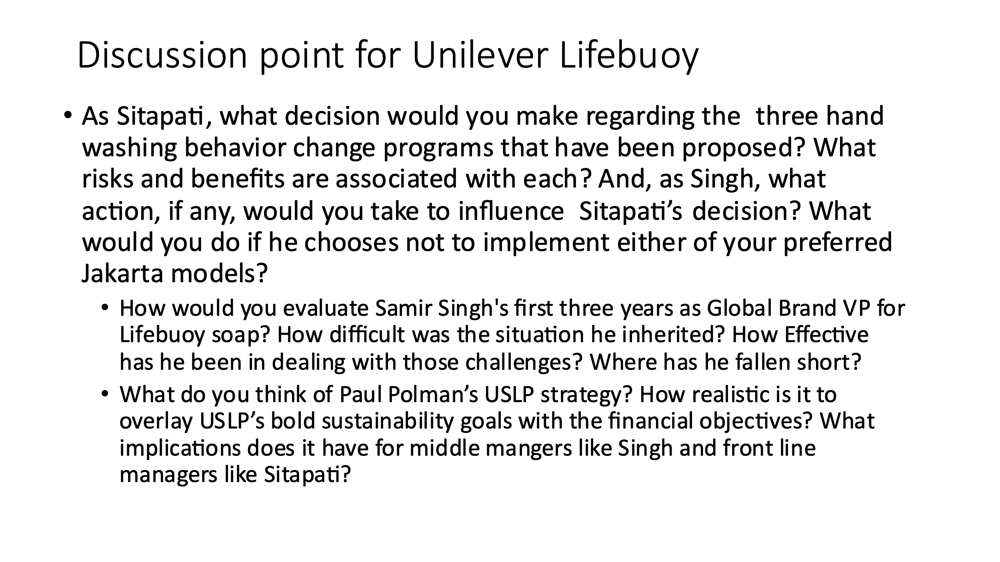 Discussion point for Unilever Lifebuoy
• As Sitapati, what decision would you make regarding the  three hand
washing behavior change programs that have been proposed? What
risks and benefits are associated with each ? And, as Singh, what
action, if any, would you take to influence  Sitapati’s decision? What
would you do if he chooses not to implement either of your preferred
Jakarta models?
• How would you evaluate Samir Singh's first three years as Global Brand VP for
Lifebuoy soap? How difficult was the situation he inherited? How Effective
has he been in dealing with those challenges? Where has he fallen short?
• What do you think of Paul Polman’s USLP strategy? How realistic is it to
overlay USLP’s bold sustainability goals with the financial objectives? What
implications does it have for middle mangers like Singh and front line
managers like Sitapati?